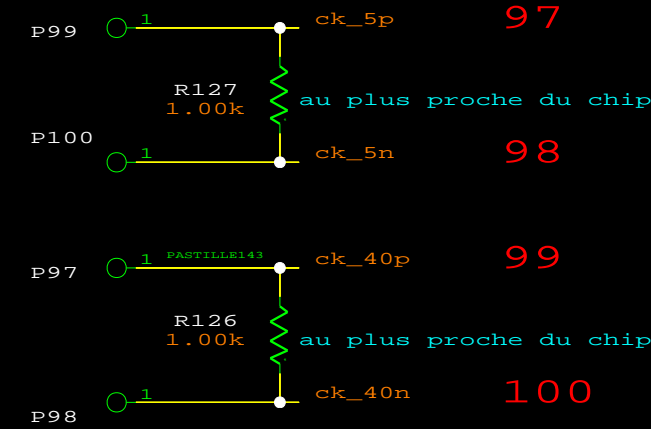 P99 1 ck_5p 97
R127
1.00k au plus proche du chip
P100 1 ck_5n 98
P97 1 PASTILLE143 ck_40p 99
R126
1.00k au plus proche du chip
P98 1 ck_40n 100